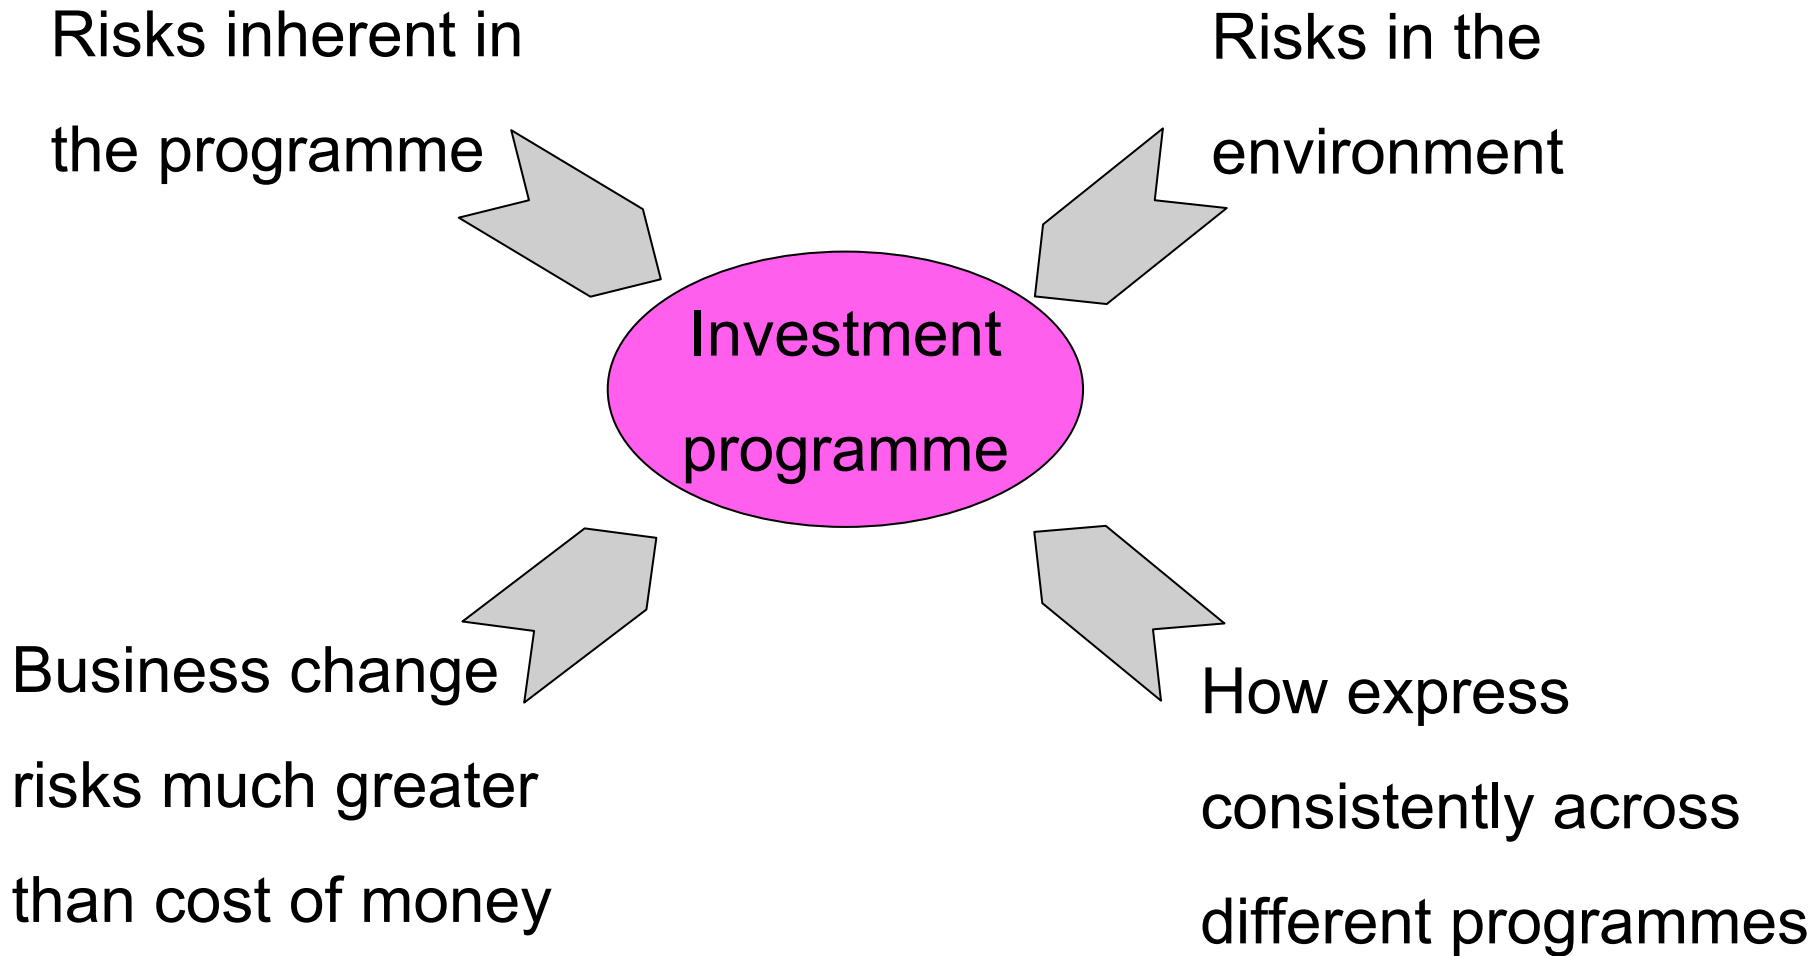 Risks inherent in
the programme
Risks in the
environment
Investment
programme
Business change
risks much greater
than cost of money
How express
consistently across
different programmes